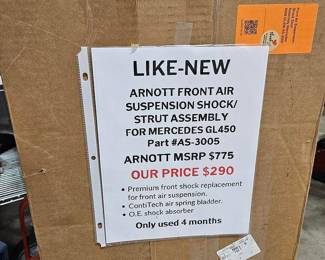 LIKE-NEW
ARNOTT FRONT AIR
SUSPENSION SHOCK/
STRUT ASSEMBLY
FOR MERCEDES GL450
Part #AS-3005
ARNOTT MSRP $775
OUR PRICE $290
• Premium front shock replacement
for front air suspension.
• ContiTech air spring bladder.
• O.E. shock absorber
Only used 4 months